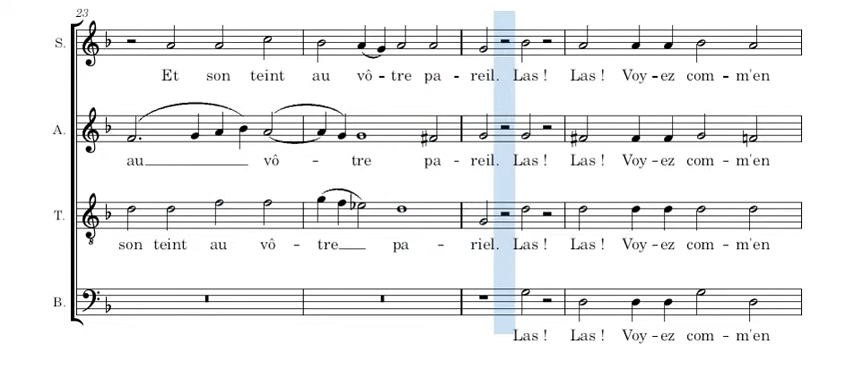 23
S.
Et son teint au vô - tre pa - reil. Las ! Las ! Voy - ez com - m'en
A.
au vô - tre pa - reil. Las ! Las ! Voy - ez com - m'en
T.
son teint au vô - tre pa - riel. Las ! Las ! Voy - ez com - m'en
B.
Las ! Las ! Voy - ez com - m'en